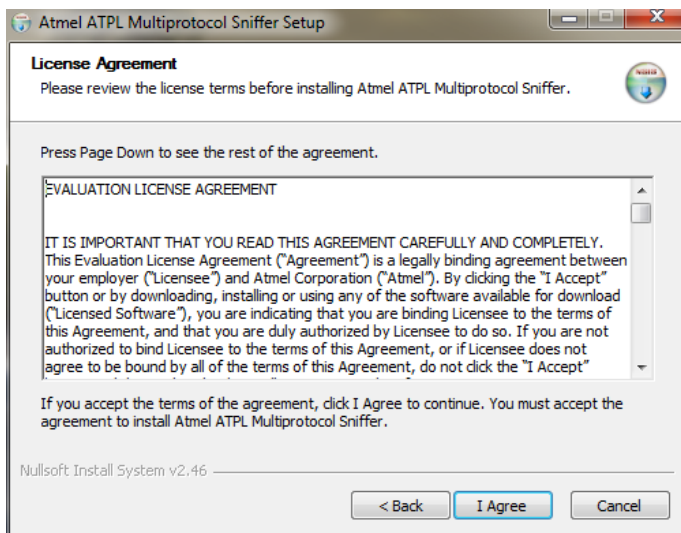 Atmel ATPL Multiprotocol Sniffer Setup
License Agreement
Please review the license terms before installing Atmel ATPL Multiprotocol Sniffer.
NSIS
Press Page Down to see the rest of the agreement.
EVALUATION LICENSE AGREEMENT
IT IS IMPORTANT THAT YOU READ THIS AGREEMENT CAREFULLY AND COMPLETELY.
This Evaluation License Agreement (“Agreement”) is a legally binding agreement between
your employer (“Licensee”) and Atmel Corporation (“Atmel”). By clicking the “I Accept”
button or by downloading, installing or using any of the software available for download
(“Licensed Software”), you are indicating that you are binding Licensee to the terms of
this Agreement, and that you are duly authorized by Licensee to do so. If you are not
authorized to bind Licensee to the terms of this Agreement, or if Licensee does not
agree to be bound by all of the terms of this Agreement, do not click the “I Accept”
If you accept the terms of the agreement, click I Agree to continue. You must accept the
agreement to install Atmel ATPL Multiprotocol Sniffer.
Nullsoft Install System v2.46
< Back
I Agree
Cancel